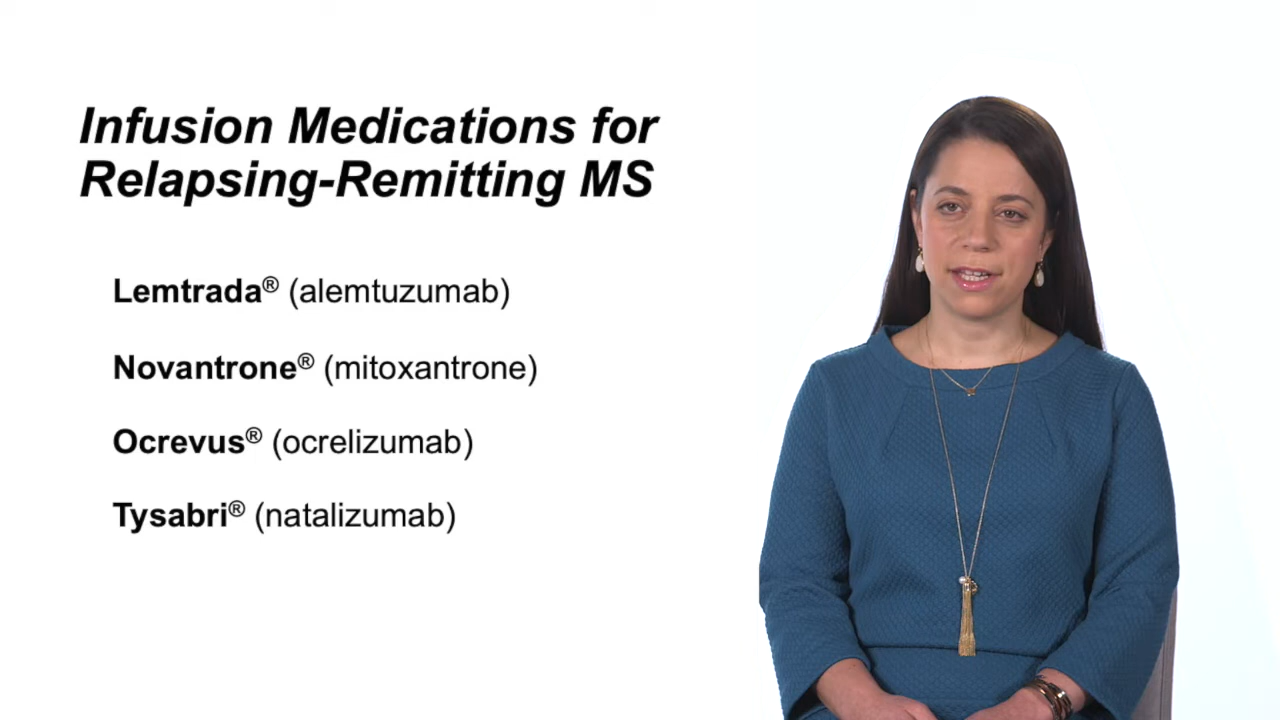 Infusion Medications for
Relapsing-Remitting MS
Lemtrada® (alemtuzumab)
Novantrone® (mitoxantrone)
Ocrevus® (ocrelizumab)
Tysabri® (natalizumab)